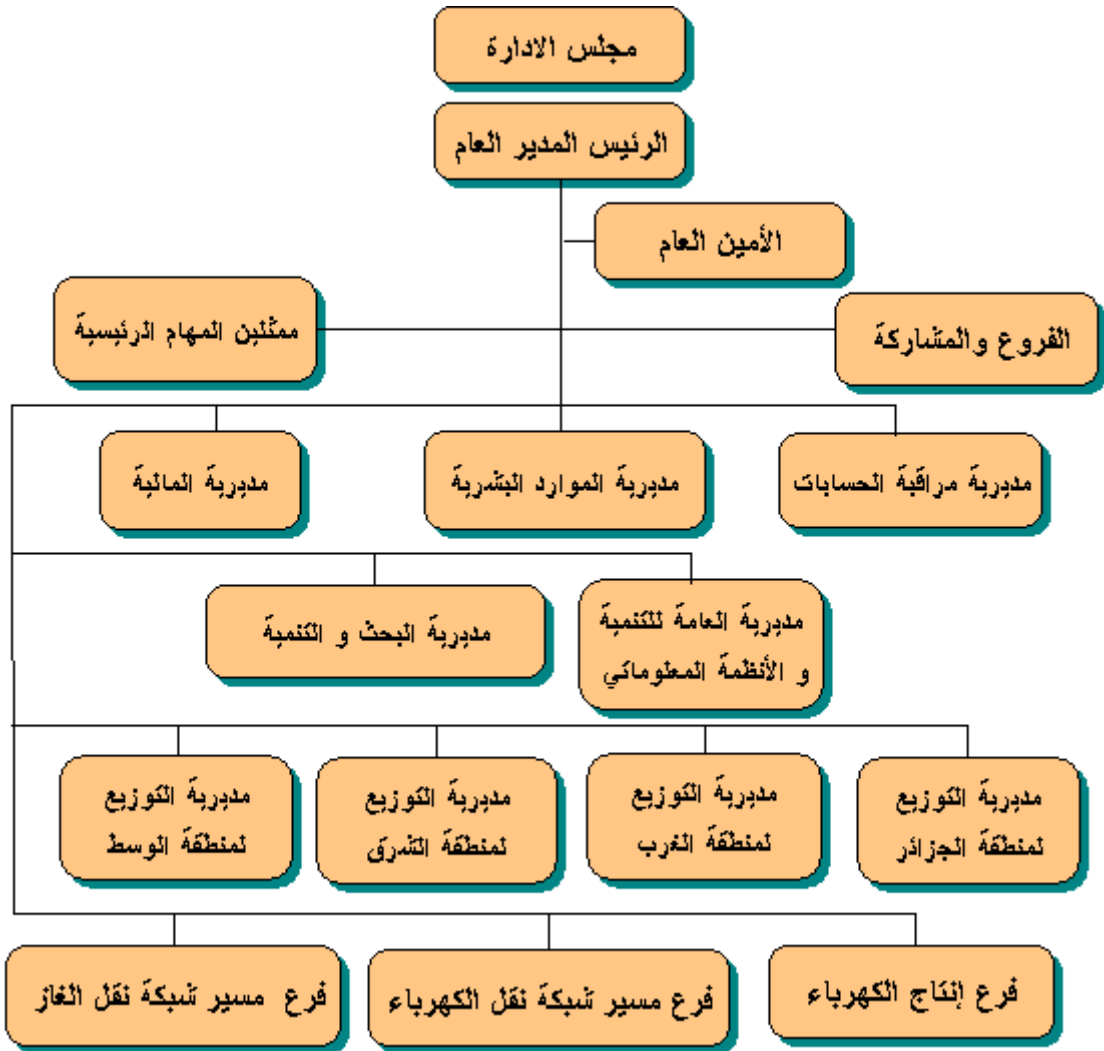 مجلس الادارة
الرئيس المدير العام
الأمين العام
الفروع والمشاركة
ممثلين المهام الرئيسية
مديرية مراقبة الحسابات
مديرية الموارد البشرية
مديرية المالية
مديرية العامة للتنمية
و الأنظمة المعلوماتي
مديرية البحث و التنمية
مديرية التوزيع
لمنطقة الجزائر
مديرية التوزيع
لمنطقة الغرب
مديرية التوزيع
لمنطقة الشرق
مديرية التوزيع
لمنطقة الوسط
فرع إنتاج الكهرباء
فرع مسير شبكة نقل الكهرباء
فرع مسير شبكة نقل الغاز